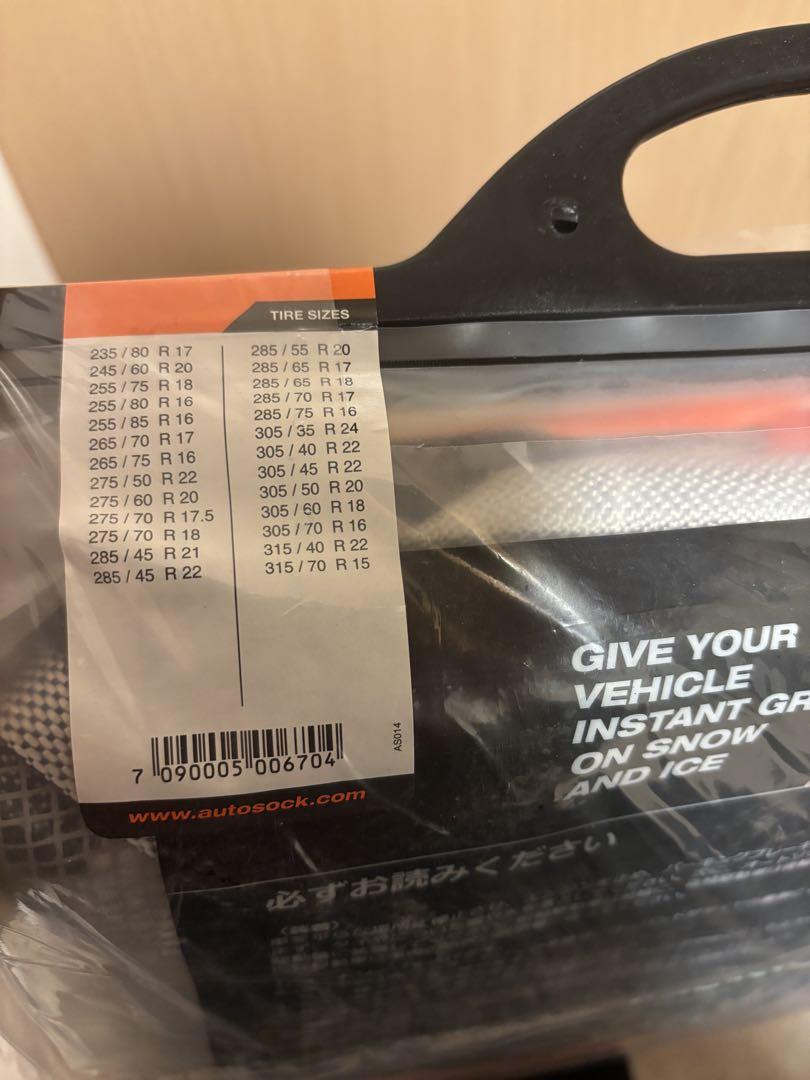 TIRE SIZES
235 / 80 R 17
245 / 60 R 20
255 / 75 R 18
255 / 80 R 16
255 / 85 R 16
265 / 70 R 17
265 / 75 R 16
275 / 50 R 22
275 / 60 R 20
275 / 70 R 17.5
275 / 70 R 18
285 / 45 R 21
285 / 45 R 22
285 / 55 R 20
285 / 65 R 17
285 / 65 R 18
285 / 70 R 17
285 / 75 R 16
305 / 35 R 24
305 / 40 R 22
305 / 45 R 22
305 / 50 R 20
305 / 60 R 18
305 / 70 R 16
315 / 40 R 22
315 / 70 R 15
AS014
7 090005 006704
www.autosock.com
GIVE YOUR
VEHICLE
INSTANT GR
ON SNOW
AND ICE
必ずお読みください